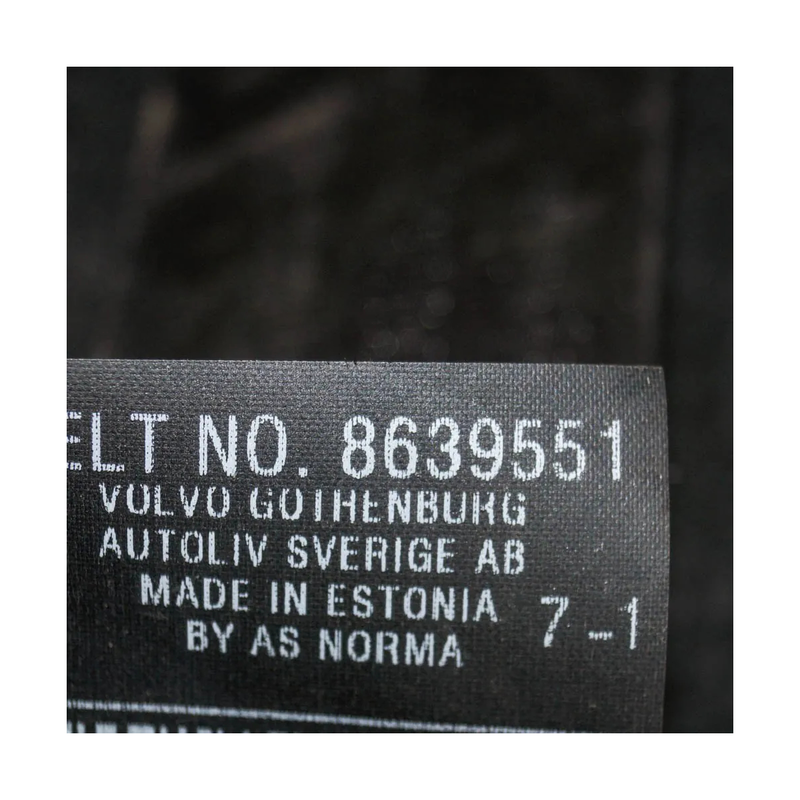 ELT NO. 8639551
VOLVO GOTHENBURG
AUTOLIV SVERIGE AB
MADE IN ESTONIA 7-1
BY AS NORMA